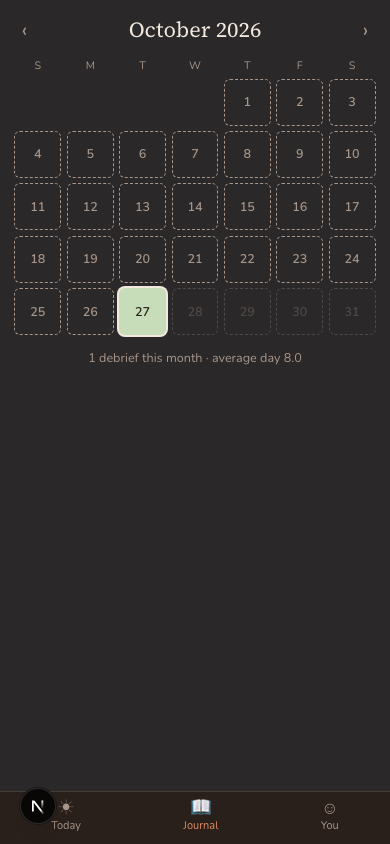 ‹ October 2026 ›
S M T W T F S
1 2 3
4 5 6 7 8 9 10
11 12 13 14 15 16 17
18 19 20 21 22 23 24
25 26 27 28 29 30 31
1 debrief this month · average day 8.0
N
Today Journal You